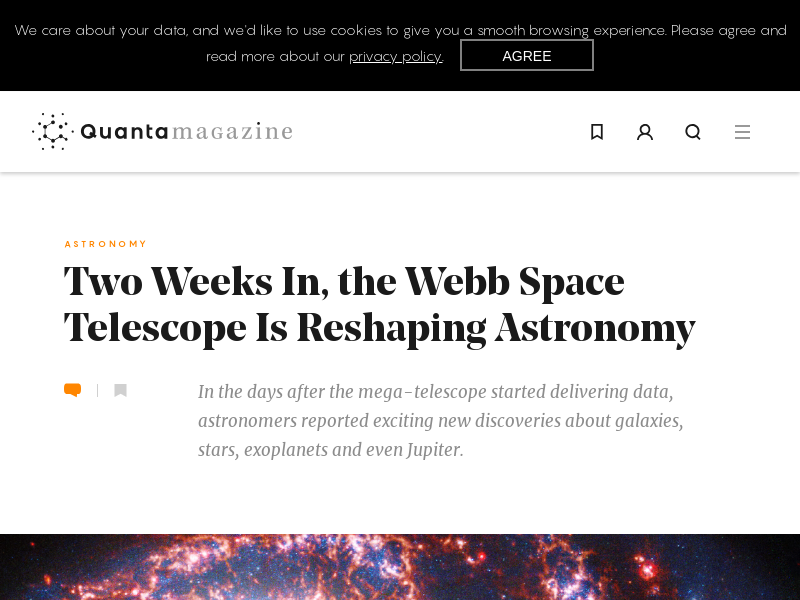 We care about your data, and we'd like to use cookies to give you a smooth browsing experience. Please agree and
read more about our privacy policy. AGREE
Quanta magazine
ASTRONOMY
Two Weeks In, the Webb Space
Telescope Is Reshaping Astronomy
In the days after the mega-telescope started delivering data,
astronomers reported exciting new discoveries about galaxies,
stars, exoplanets and even Jupiter.